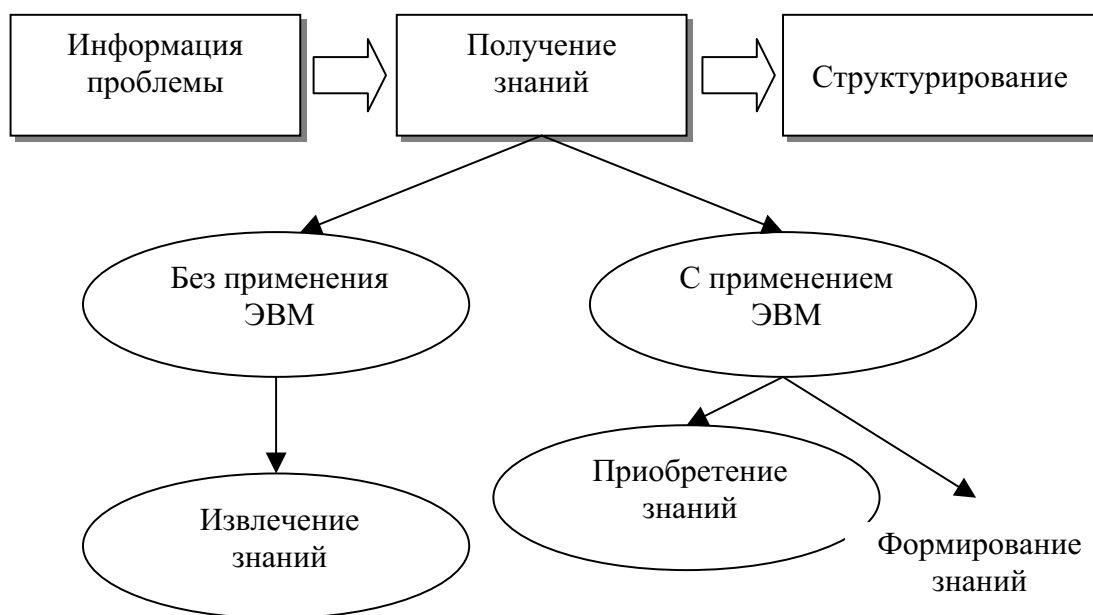 Информация
проблемы
Получение
знаний
Структурирование
Без применения
ЭВМ
С применением
ЭВМ
Извлечение
знаний
Приобретение
знаний
Формирование
знаний